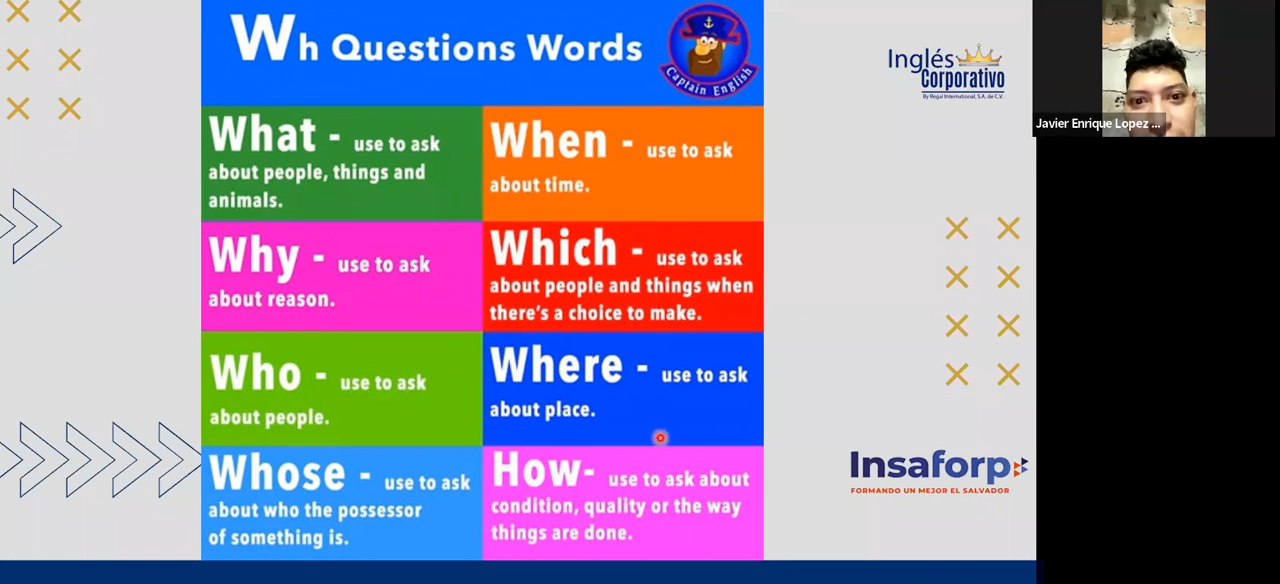 Wh Questions Words
Captain English
What - use to ask
about people, things and
animals.
When - use to ask
about time.
Why - use to ask
about reason.
Which - use to ask
about people and things when
there's a choice to make.
Who - use to ask
about people.
Where - use to ask
about place.
Whose - use to ask
about who the possessor
of something is.
How- use to ask about
condition, quality or the way
things are done.
Inglés
Corporativo
By Regal International, S.A. de C.V.
Insaforp
FORMANDO UN MEJOR EL SALVADOR
Javier Enrique Lopez ...